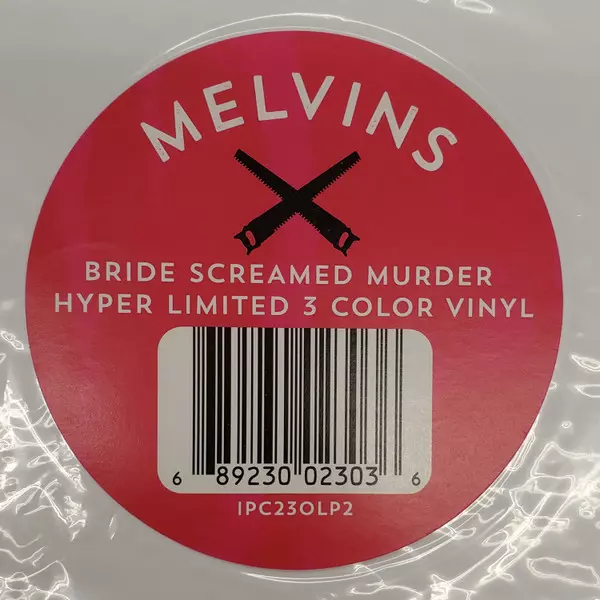 MELVINS
BRIDE SCREAMED MURDER
HYPER LIMITED 3 COLOR VINYL
6 89230 02303 6
IPC230LP2